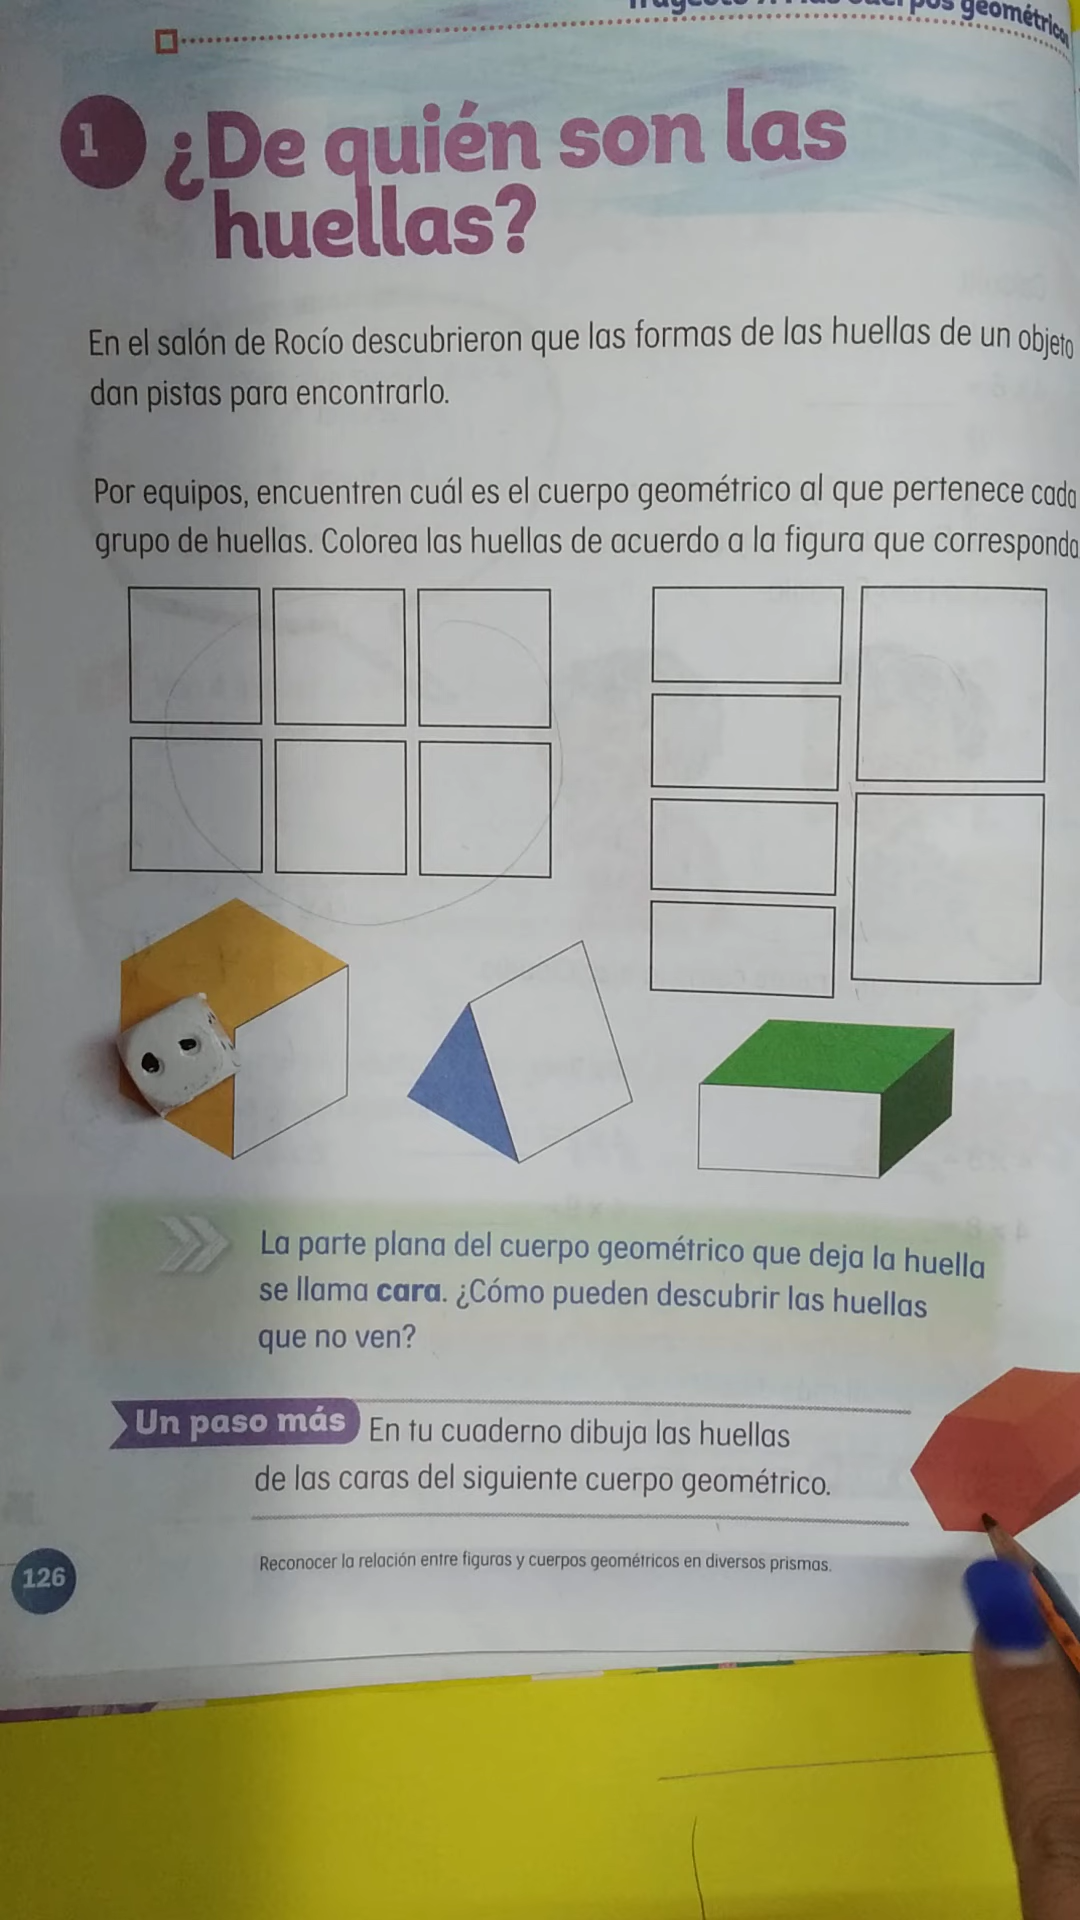 geométricos
1
¿De quién son las
huellas?
En el salón de Rocío descubrieron que las formas de las huellas de un objeto
dan pistas para encontrarlo.
Por equipos, encuentren cuál es el cuerpo geométrico al que pertenece cada
grupo de huellas. Colorea las huellas de acuerdo a la figura que corresponda
La parte plana del cuerpo geométrico que deja la huella
se llama cara. ¿Cómo pueden descubrir las huellas
que no ven?
Un paso más En tu cuaderno dibuja las huellas
de las caras del siguiente cuerpo geométrico.
Reconocer la relación entre figuras y cuerpos geométricos en diversos prismas.
126